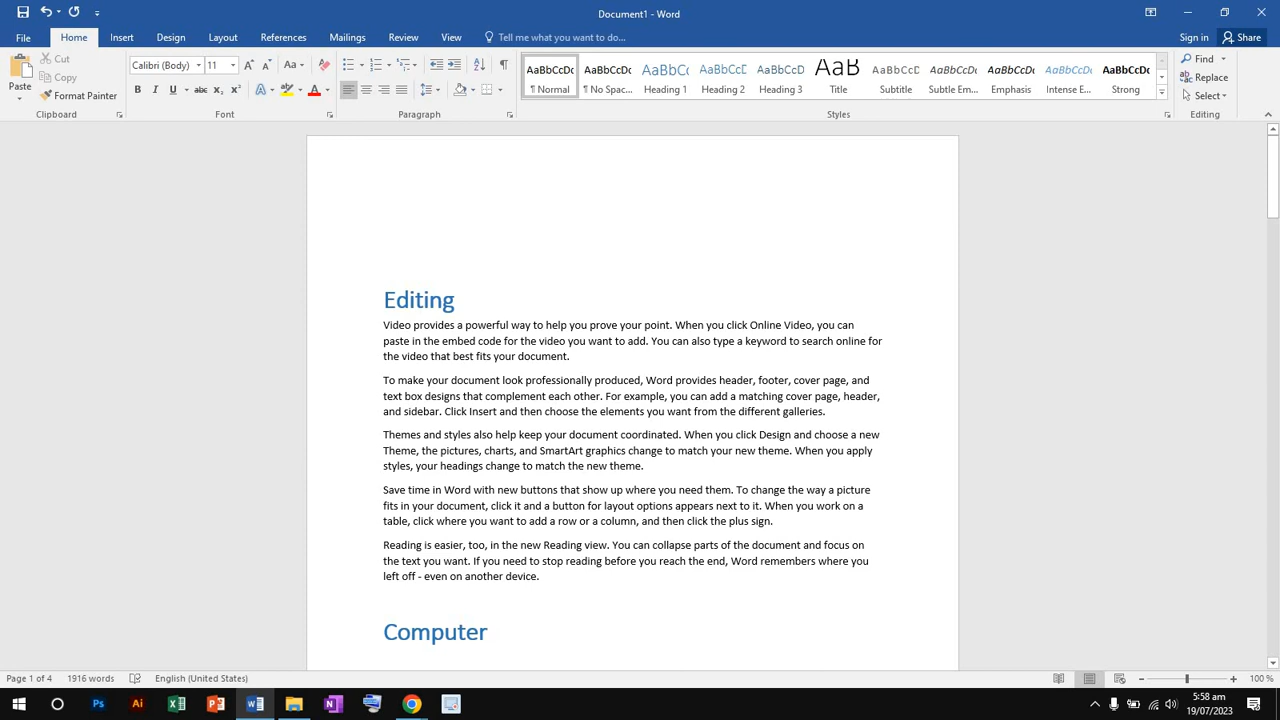 Document1 - Word
File Home Insert Design Layout References Mailings Review View Tell me what you want to do... Sign in Share
Paste
Cut
Copy
Format Painter
Clipboard
Calibri (Body) 11
Aa
B I U abc X₂ X² A A
Font
Paragraph
AaBbCcDc AaBbCcDc AaBbCc AaBbCcD AaBbCcDc AaB AaBbCcDc AaBbCcDc AaBbCcDc AaBbCcDc AaBbCcDc
¶ Normal ¶ No Spac... Heading 1 Heading 2 Heading 3 Title Subtitle Subtle Em... Emphasis Intense E... Strong
Styles
Find
Replace
Select
Editing
Editing
Video provides a powerful way to help you prove your point. When you click Online Video, you can
paste in the embed code for the video you want to add. You can also type a keyword to search online for
the video that best fits your document.
To make your document look professionally produced, Word provides header, footer, cover page, and
text box designs that complement each other. For example, you can add a matching cover page, header,
and sidebar. Click Insert and then choose the elements you want from the different galleries.
Themes and styles also help keep your document coordinated. When you click Design and choose a new
Theme, the pictures, charts, and SmartArt graphics change to match your new theme. When you apply
styles, your headings change to match the new theme.
Save time in Word with new buttons that show up where you need them. To change the way a picture
fits in your document, click it and a button for layout options appears next to it. When you work on a
table, click where you want to add a row or a column, and then click the plus sign.
Reading is easier, too, in the new Reading view. You can collapse parts of the document and focus on
the text you want. If you need to stop reading before you reach the end, Word remembers where you
left off - even on another device.
Computer
Page 1 of 4 1916 words English (United States) 100 %
Ps Ai 5:58 am
19/07/2023